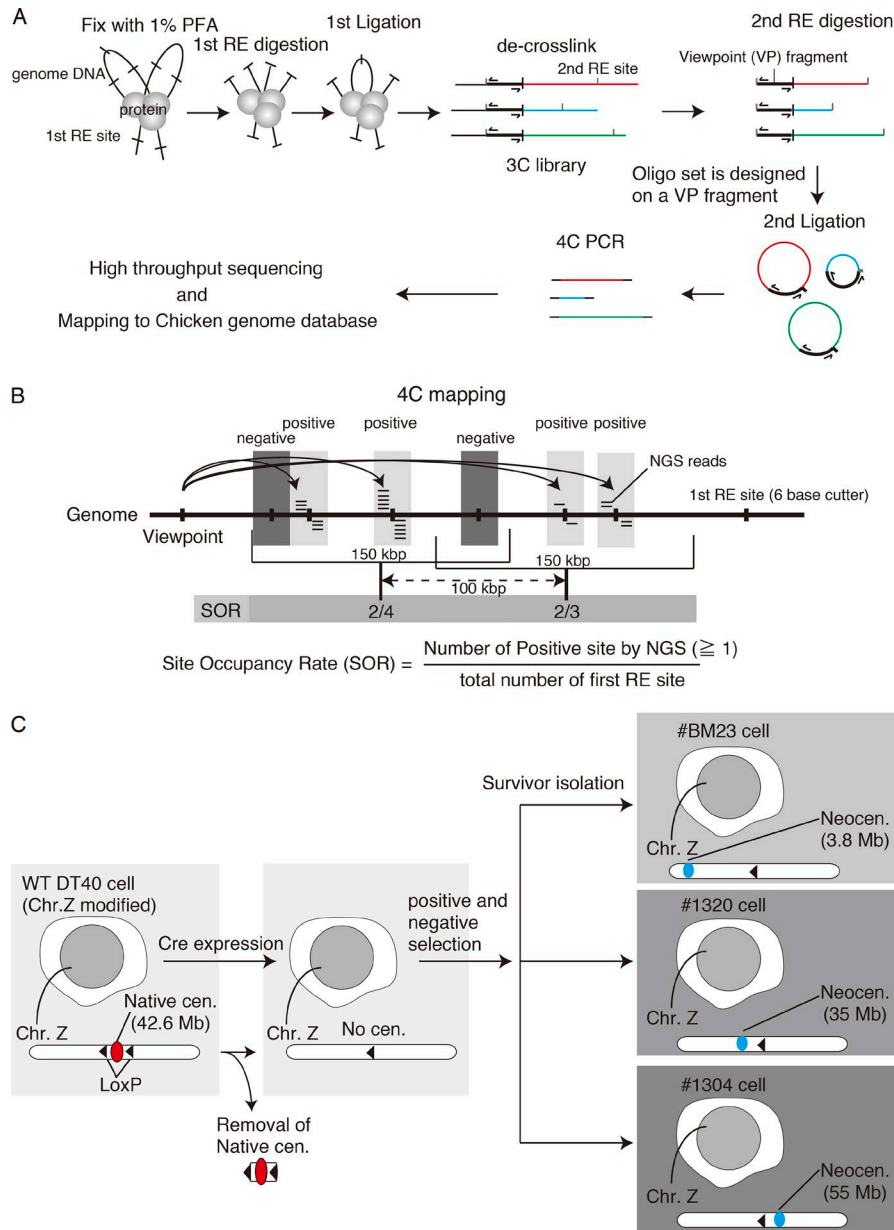 A
Fix with 1% PFA
genome DNA
protein
1st RE site
1st RE digestion
1st Ligation
de-crosslink
2nd RE site
3C library
2nd RE digestion
Viewpoint (VP) fragment
Oligo set is designed
on a VP fragment
2nd Ligation
4C PCR
High throughput sequencing
and
Mapping to Chicken genome database
B
4C mapping
negative
positive
positive
negative
positive
positive
NGS reads
1st RE site (6 base cutter)
Genome
Viewpoint
150 kbp
150 kbp
100 kbp
SOR
2/4
2/3
Site Occupancy Rate (SOR) =
Number of Positive site by NGS (≧ 1)
total number of first RE site
C
WT DT40 cell
(Chr.Z modified)
Chr. Z
Native cen.
(42.6 Mb)
LoxP
Cre expression
Removal of
Native cen.
Chr. Z
No cen.
positive and
negative
selection
Survivor isolation
#BM23 cell
Chr. Z
Neocen.
(3.8 Mb)
#1320 cell
Chr. Z
Neocen.
(35 Mb)
#1304 cell
Chr. Z
Neocen.
(55 Mb)